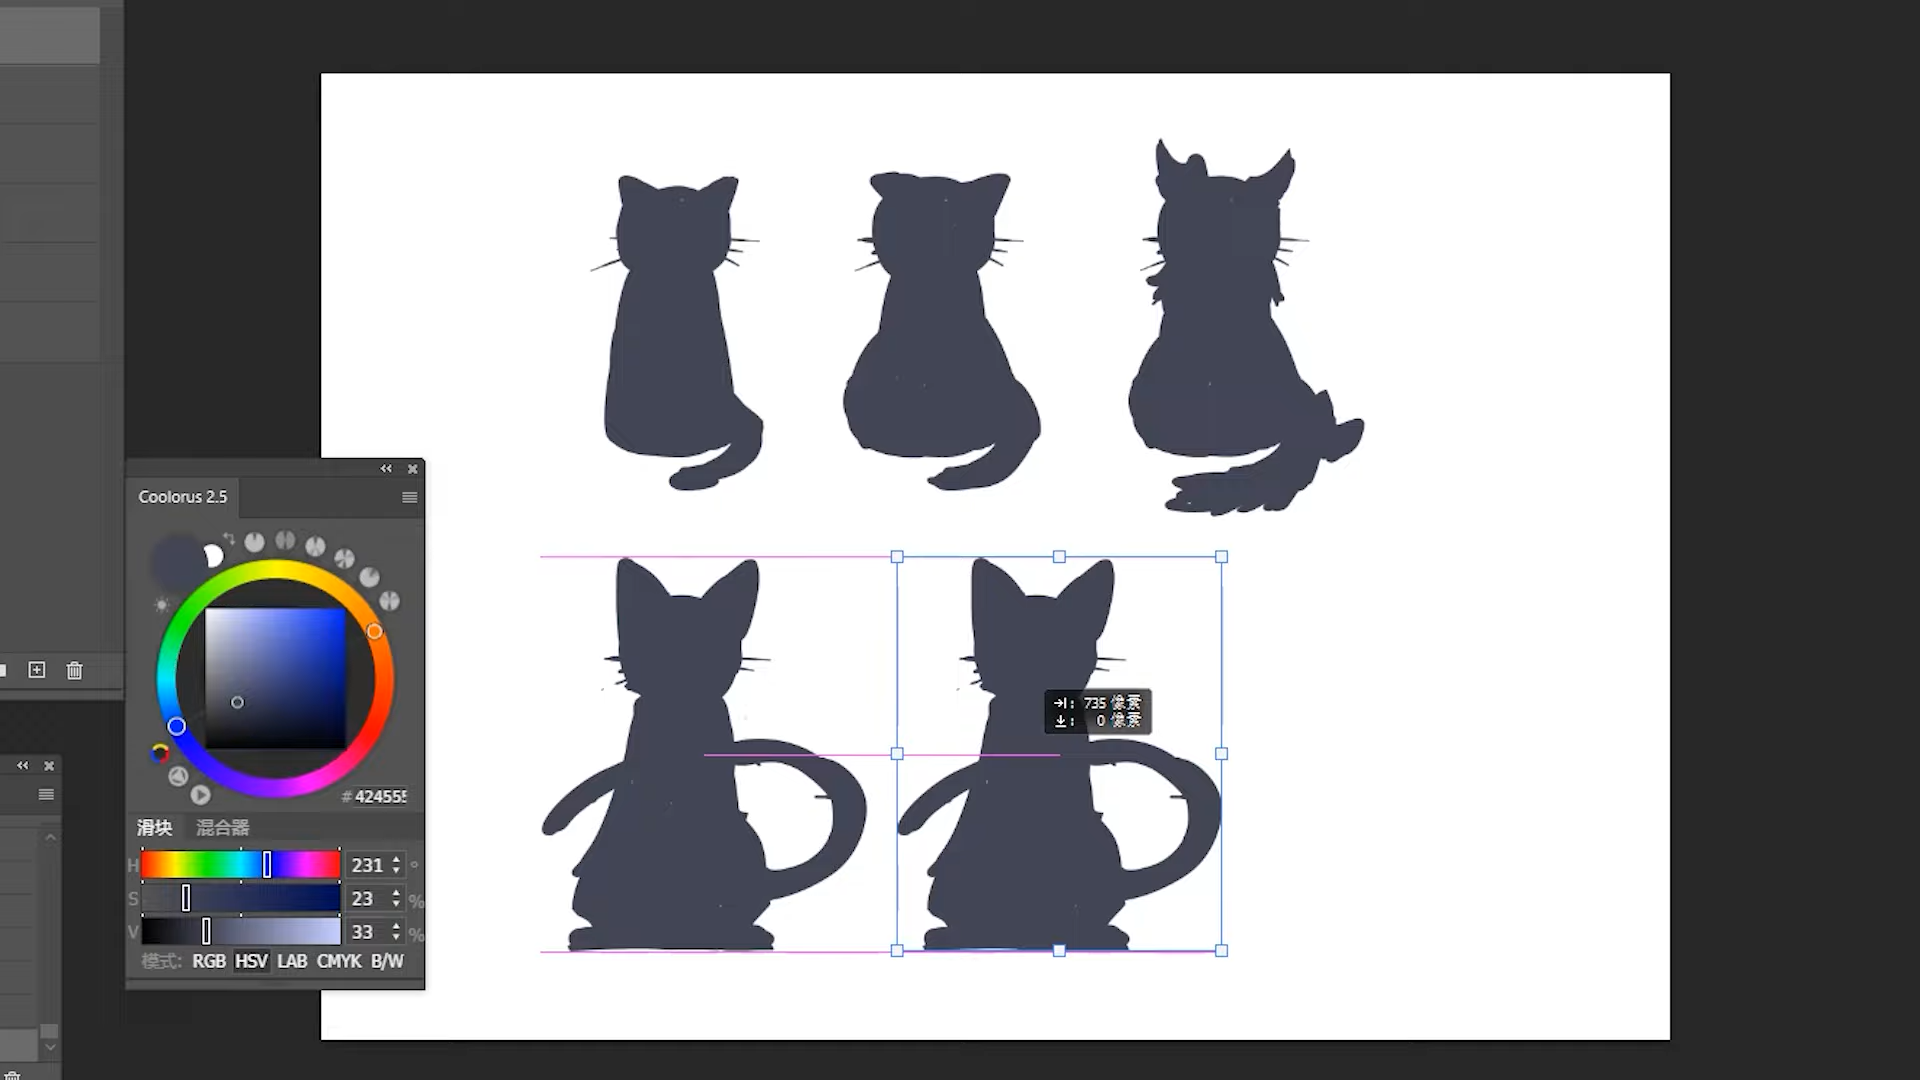 Coolorus 2.5
→|: 735 像素
↓: 0 像素
#424555
滑块 混合器
H 231 °
S 23 %
V 33 %
模式: RGB HSV LAB CMYK B/W